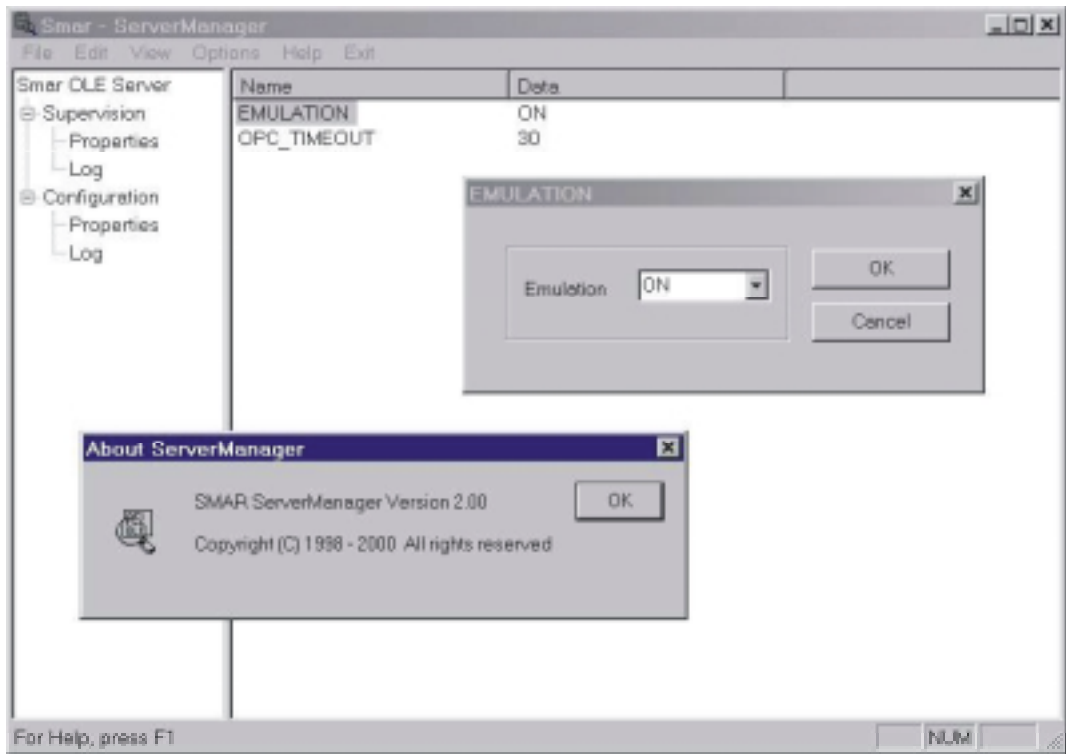 Smar - ServerManager
File Edit View Options Help Exit
Smar OLE Server
Supervision
Properties
Log
Configuration
Properties
Log
Name Data
EMULATION ON
OPC_TIMEOUT 30
EMULATION
Emulation ON
OK
Cancel
About ServerManager
SMAR ServerManager Version 2.00
OK
Copyright (C) 1998 - 2000 All rights reserved
For Help, press F1
NUM